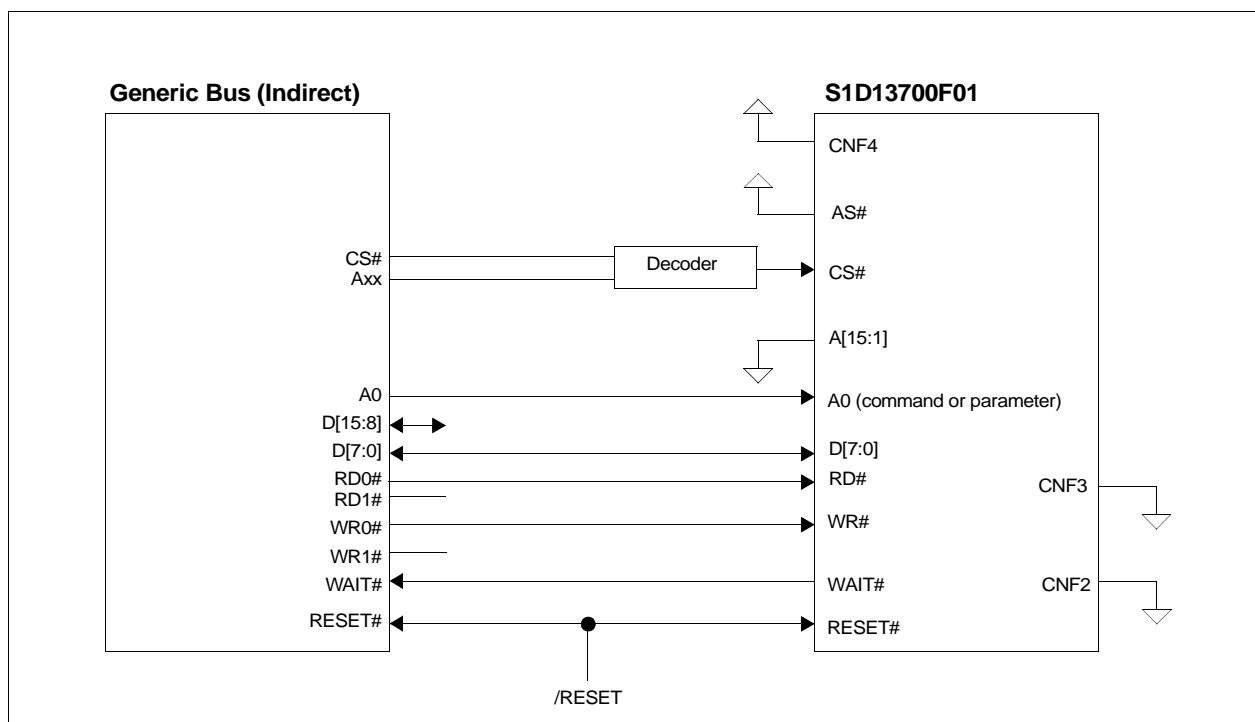 Generic Bus (Indirect)
S1D13700F01
CNF4
AS#
CS#
Axx
Decoder
CS#
A[15:1]
A0
A0 (command or parameter)
D[15:8]
D[7:0]
D[7:0]
RD0#
RD#
RD1#
CNF3
WR0#
WR#
WR1#
WAIT#
WAIT#
CNF2
RESET#
RESET#
/RESET